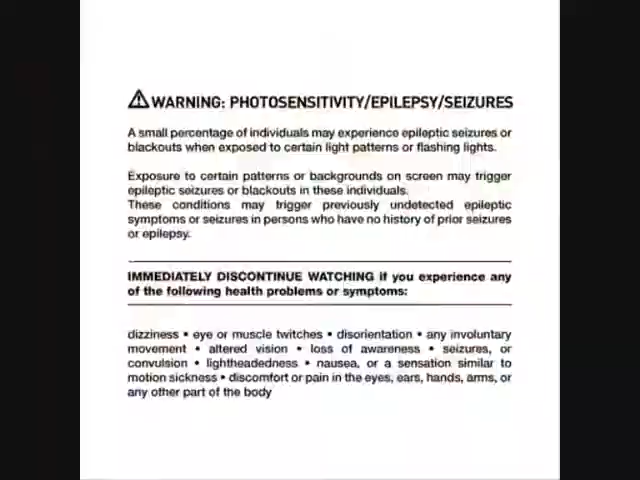 WARNING: PHOTOSENSITIVITY/EPILEPSY/SEIZURES
A small percentage of individuals may experience epileptic seizures or
blackouts when exposed to certain light patterns or flashing lights.
Exposure to certain patterns or backgrounds on screen may trigger
epileptic seizures or blackouts in these individuals.
These conditions may trigger previously undetected epileptic
symptoms or seizures in persons who have no history of prior seizures
or epilepsy.
IMMEDIATELY DISCONTINUE WATCHING if you experience any
of the following health problems or symptoms:
dizziness • eye or muscle twitches • disorientation • any involuntary
movement • altered vision • loss of awareness • seizures, or
convulsion • lightheadedness • nausea, or a sensation similar to
motion sickness • discomfort or pain in the eyes, ears, hands, arms, or
any other part of the body